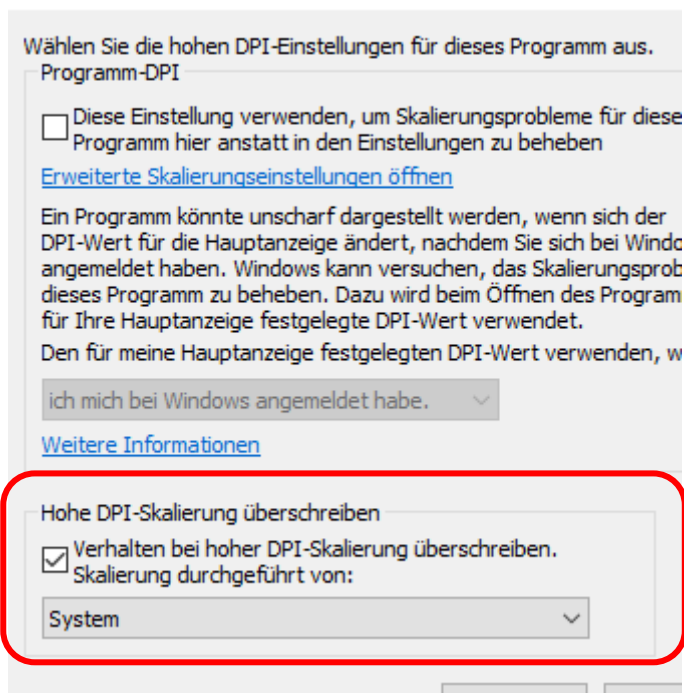 Wählen Sie die hohen DPI-Einstellungen für dieses Programm aus.
Programm-DPI
Diese Einstellung verwenden, um Skalierungsprobleme für diese
Programm hier anstatt in den Einstellungen zu beheben
Erweiterte Skalierungseinstellungen öffnen
Ein Programm könnte unscharf dargestellt werden, wenn sich der
DPI-Wert für die Hauptanzeige ändert, nachdem Sie sich bei Windo
angemeldet haben. Windows kann versuchen, das Skalierungsprob
dieses Programm zu beheben. Dazu wird beim Öffnen des Program
für Ihre Hauptanzeige festgelegte DPI-Wert verwendet.
Den für meine Hauptanzeige festgelegten DPI-Wert verwenden, w
ich mich bei Windows angemeldet habe.
Weitere Informationen
Hohe DPI-Skalierung überschreiben
Verhalten bei hoher DPI-Skalierung überschreiben.
Skalierung durchgeführt von:
System